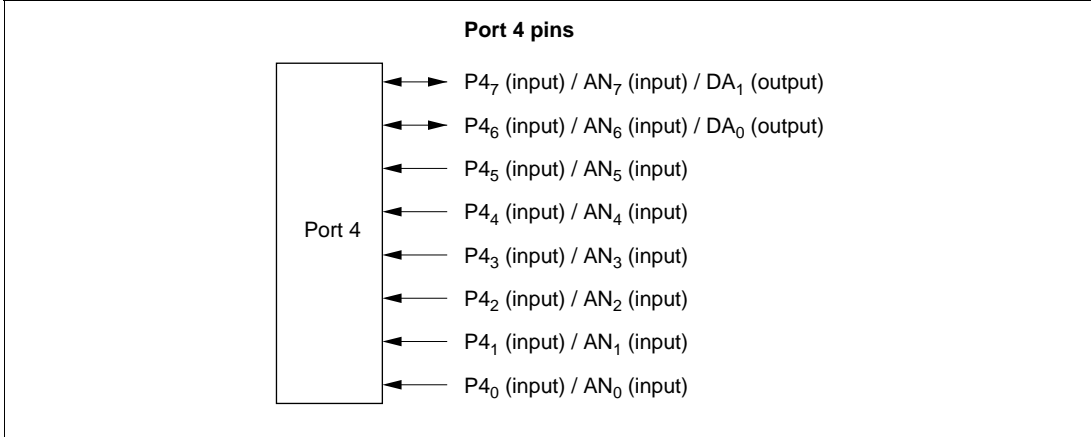 Port 4 pins
P4₇ (input) / AN₇ (input) / DA₁ (output)
P4₆ (input) / AN₆ (input) / DA₀ (output)
P4₅ (input) / AN₅ (input)
P4₄ (input) / AN₄ (input)
Port 4
P4₃ (input) / AN₃ (input)
P4₂ (input) / AN₂ (input)
P4₁ (input) / AN₁ (input)
P4₀ (input) / AN₀ (input)